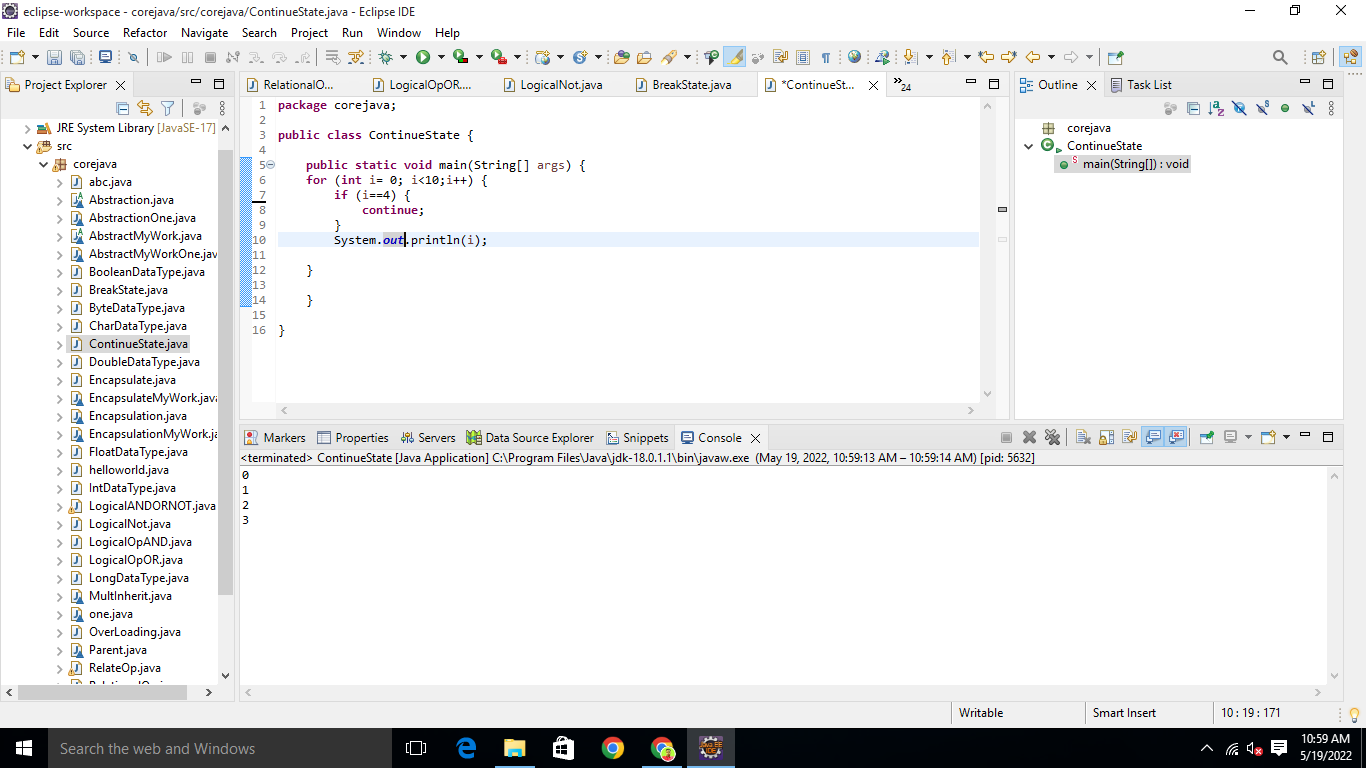 eclipse-workspace - corejava/src/corejava/ContinueState.java - Eclipse IDE
File Edit Source Refactor Navigate Search Project Run Window Help
Project Explorer
JRE System Library [JavaSE-17]
src
corejava
abc.java
Abstraction.java
AbstractionOne.java
AbstractMyWork.java
AbstractMyWorkOne.jav
BooleanDataType.java
BreakState.java
ByteDataType.java
CharDataType.java
ContinueState.java
DoubleDataType.java
Encapsulate.java
EncapsulateMyWork.java
Encapsulation.java
EncapsulationMyWork.ja
FloatDataType.java
helloworld.java
IntDataType.java
LogicalANDORNOT.java
LogicalNot.java
LogicalOpAND.java
LogicalOpOR.java
LongDataType.java
MultInherit.java
one.java
OverLoading.java
Parent.java
RelateOp.java
RelationalO... LogicalOpOR.... LogicalNot.java BreakState.java *ContinueSt... »24
1 package corejava;
2
3 public class ContinueState {
4
5 public static void main(String[] args) {
6 for (int i= 0; i<10;i++) {
7 if (i==4) {
8 continue;
9 }
10 System.out.println(i);
11
12 }
13
14 }
15
16 }
Outline Task List
corejava
ContinueState
main(String[]) : void
Markers Properties Servers Data Source Explorer Snippets Console
<terminated> ContinueState [Java Application] C:\Program Files\Java\jdk-18.0.1.1\bin\javaw.exe (May 19, 2022, 10:59:13 AM – 10:59:14 AM) [pid: 5632]
0
1
2
3
Writable Smart Insert 10 : 19 : 171
Search the web and Windows
10:59 AM
5/19/2022